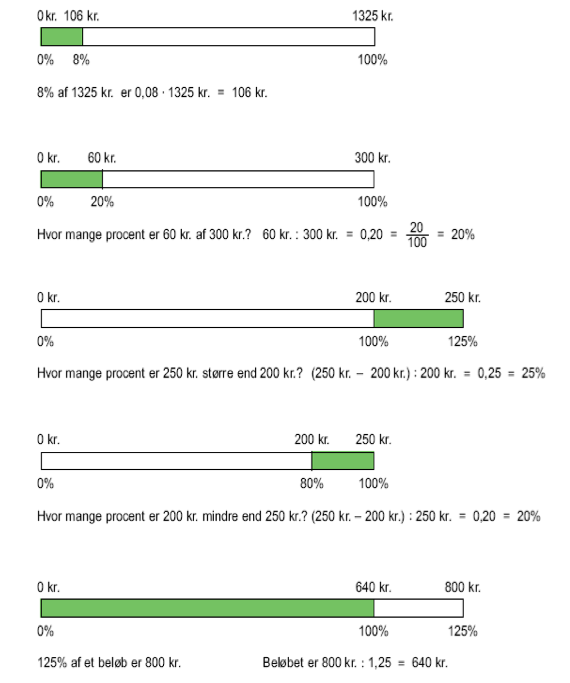 0 kr. 106 kr. 1325 kr.
0% 8% 100%
8% af 1325 kr. er 0,08 · 1325 kr. = 106 kr.
0 kr. 60 kr. 300 kr.
0% 20% 100%
Hvor mange procent er 60 kr. af 300 kr.? 60 kr. : 300 kr. = 0,20 = 20/100 = 20%
0 kr. 200 kr. 250 kr.
0% 100% 125%
Hvor mange procent er 250 kr. større end 200 kr.? (250 kr. – 200 kr.) : 200 kr. = 0,25 = 25%
0 kr. 200 kr. 250 kr.
0% 80% 100%
Hvor mange procent er 200 kr. mindre end 250 kr.? (250 kr. – 200 kr.) : 250 kr. = 0,20 = 20%
0 kr. 640 kr. 800 kr.
0% 100% 125%
125% af et beløb er 800 kr. Beløbet er 800 kr. : 1,25 = 640 kr.